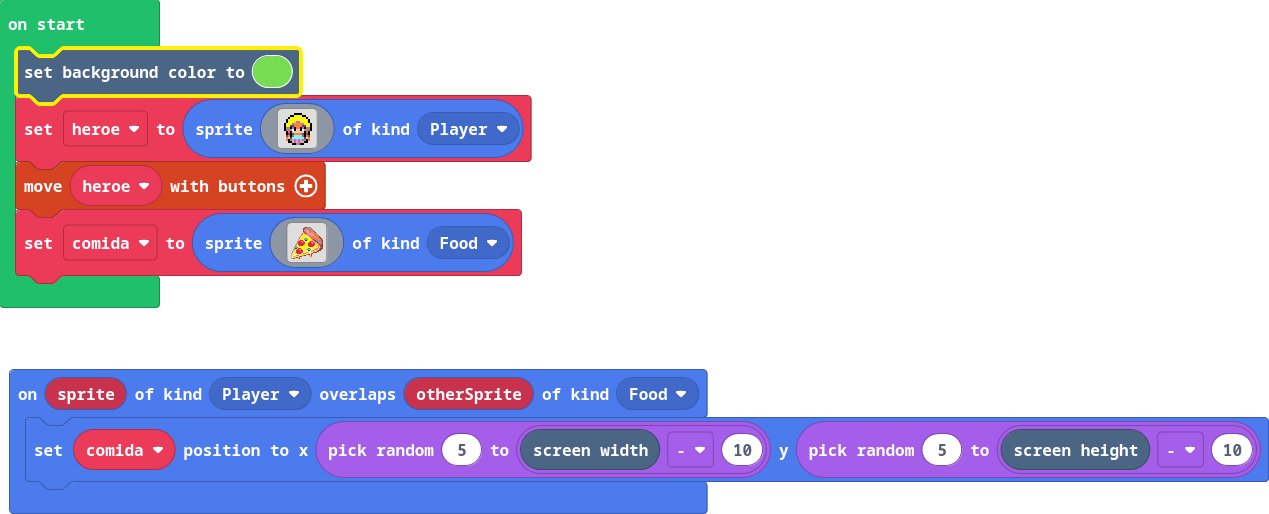 on start
set background color to
set heroe to sprite of kind Player
move heroe with buttons
set comida to sprite of kind Food
on sprite of kind Player overlaps otherSprite of kind Food
set comida position to x pick random 5 to screen width - 10 y pick random 5 to screen height - 10